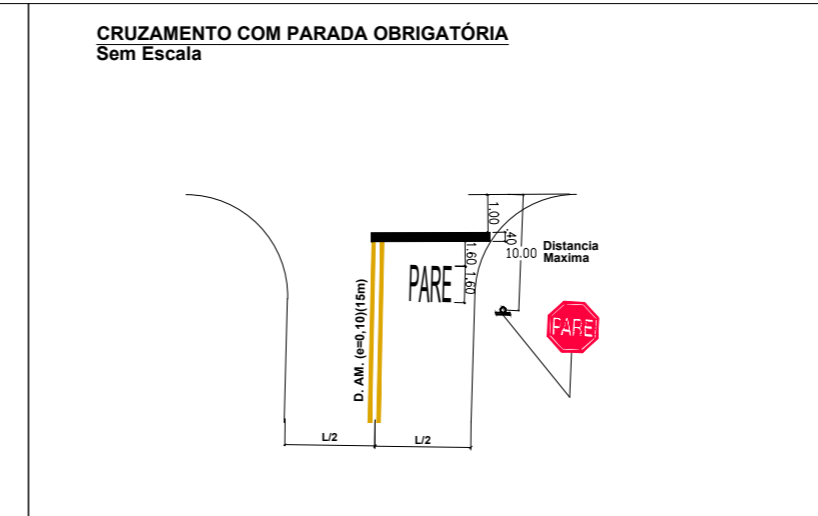 CRUZAMENTO COM PARADA OBRIGATÓRIA
Sem Escala
1.00
.40
10.00 Distancia
Maxima
1.60 1.60
PARE
PARE
D. AM. (e=0,10)(15m)
L/2 L/2